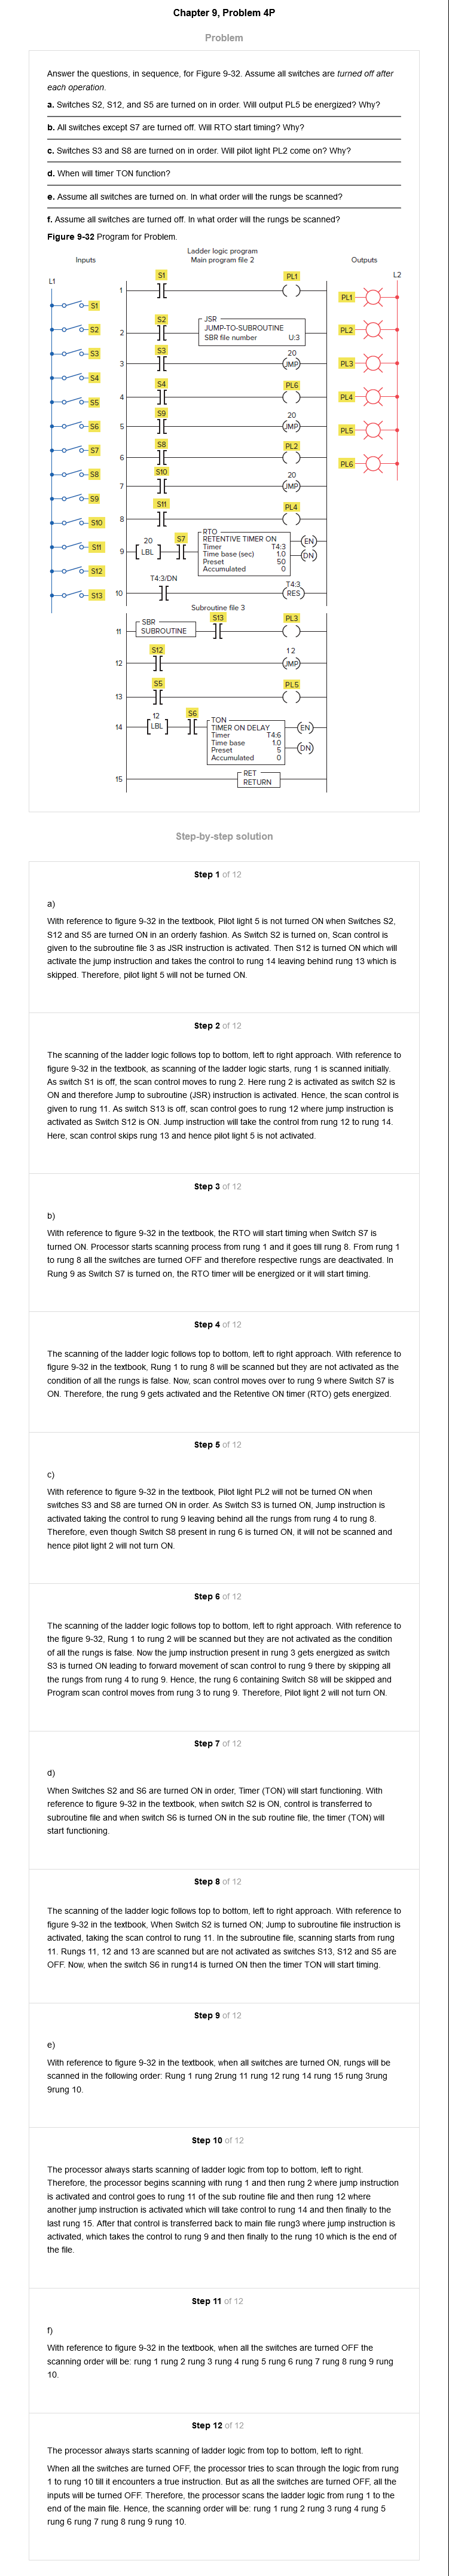 Chapter 9, Problem 4P
Problem
Answer the questions, in sequence, for Figure 9-32. Assume all switches are turned off after
each operation.
a. Switches S2, S12, and S5 are turned on in order. Will output PL5 be energized? Why?
b. All switches except S7 are turned off. Will RTO start timing? Why?
c. Switches S3 and S8 are turned on in order. Will pilot light PL2 come on? Why?
d. When will timer TON function?
e. Assume all switches are turned on. In what order will the rungs be scanned?
f. Assume all switches are turned off. In what order will the rungs be scanned?
Figure 9-32 Program for Problem.
Ladder logic program
Inputs Main program file 2 Outputs
L1 L2
S1
S2
S3
S4
S5
S6
S7
S8
S9
S10
S11
S12
S13
1 S1 PL1
2 S2 JSR
JUMP-TO-SUBROUTINE
SBR file number U:3
3 S3 20
JMP
4 S4 PL6
5 S9 20
JMP
6 S8 PL2
7 S10 20
JMP
8 S11 PL4
9 20
LBL
S7
RTO
RETENTIVE TIMER ON
Timer T4:3
Time base (sec) 1.0
Preset 50
Accumulated 0
EN
DN
10 T4:3/DN T4:3
RES
PL1
PL2
PL3
PL4
PL5
PL6
Subroutine file 3
11 SBR
SUBROUTINE
S13 PL3
12 S12 12
JMP
13 S5 PL5
14 12
LBL
S6
TON
TIMER ON DELAY
Timer T4:6
Time base 1.0
Preset 5
Accumulated 0
EN
DN
15 RET
RETURN
Step-by-step solution
Step 1 of 12
a)
With reference to figure 9-32 in the textbook, Pilot light 5 is not turned ON when Switches S2,
S12 and S5 are turned ON in an orderly fashion. As Switch S2 is turned on, Scan control is
given to the subroutine file 3 as JSR instruction is activated. Then S12 is turned ON which will
activate the jump instruction and takes the control to rung 14 leaving behind rung 13 which is
skipped. Therefore, pilot light 5 will not be turned ON.
Step 2 of 12
The scanning of the ladder logic follows top to bottom, left to right approach. With reference to
figure 9-32 in the textbook, as scanning of the ladder logic starts, rung 1 is scanned initially.
As switch S1 is off, the scan control moves to rung 2. Here rung 2 is activated as switch S2 is
ON and therefore Jump to subroutine (JSR) instruction is activated. Hence, the scan control is
given to rung 11. As switch S13 is off, scan control goes to rung 12 where jump instruction is
activated as Switch S12 is ON. Jump instruction will take the control from rung 12 to rung 14.
Here, scan control skips rung 13 and hence pilot light 5 is not activated.
Step 3 of 12
b)
With reference to figure 9-32 in the textbook, the RTO will start timing when Switch S7 is
turned ON. Processor starts scanning process from rung 1 and it goes till rung 8. From rung 1
to rung 8 all the switches are turned OFF and therefore respective rungs are deactivated. In
Rung 9 as Switch S7 is turned on, the RTO timer will be energized or it will start timing.
Step 4 of 12
The scanning of the ladder logic follows top to bottom, left to right approach. With reference to
figure 9-32 in the textbook, Rung 1 to rung 8 will be scanned but they are not activated as the
condition of all the rungs is false. Now, scan control moves over to rung 9 where Switch S7 is
ON. Therefore, the rung 9 gets activated and the Retentive ON timer (RTO) gets energized.
Step 5 of 12
c)
With reference to figure 9-32 in the textbook, Pilot light PL2 will not be turned ON when
switches S3 and S8 are turned ON in order. As Switch S3 is turned ON, Jump instruction is
activated taking the control to rung 9 leaving behind all the rungs from rung 4 to rung 8.
Therefore, even though Switch S8 present in rung 6 is turned ON, it will not be scanned and
hence pilot light 2 will not turn ON.
Step 6 of 12
The scanning of the ladder logic follows top to bottom, left to right approach. With reference to
the figure 9-32, Rung 1 to rung 2 will be scanned but they are not activated as the condition
of all the rungs is false. Now the jump instruction present in rung 3 gets energized as switch
S3 is turned ON leading to forward movement of scan control to rung 9 there by skipping all
the rungs from rung 4 to rung 9. Hence, the rung 6 containing Switch S8 will be skipped and
Program scan control moves from rung 3 to rung 9. Therefore, Pilot light 2 will not turn ON.
Step 7 of 12
d)
When Switches S2 and S6 are turned ON in order, Timer (TON) will start functioning. With
reference to figure 9-32 in the textbook, when switch S2 is ON, control is transferred to
subroutine file and when switch S6 is turned ON in the sub routine file, the timer (TON) will
start functioning.
Step 8 of 12
The scanning of the ladder logic follows top to bottom, left to right approach. With reference to
figure 9-32 in the textbook, When Switch S2 is turned ON; Jump to subroutine file instruction is
activated, taking the scan control to rung 11. In the subroutine file, scanning starts from rung
11. Rungs 11, 12 and 13 are scanned but are not activated as switches S13, S12 and S5 are
OFF. Now, when the switch S6 in rung14 is turned ON then the timer TON will start timing.
Step 9 of 12
e)
With reference to figure 9-32 in the textbook, when all switches are turned ON, rungs will be
scanned in the following order: Rung 1 rung 2rung 11 rung 12 rung 14 rung 15 rung 3rung
9rung 10.
Step 10 of 12
The processor always starts scanning of ladder logic from top to bottom, left to right.
Therefore, the processor begins scanning with rung 1 and then rung 2 where jump instruction
is activated and control goes to rung 11 of the sub routine file and then rung 12 where
another jump instruction is activated which will take control to rung 14 and then finally to the
last rung 15. After that control is transferred back to main file rung3 where jump instruction is
activated, which takes the control to rung 9 and then finally to the rung 10 which is the end of
the file.
Step 11 of 12
f)
With reference to figure 9-32 in the textbook, when all the switches are turned OFF the
scanning order will be: rung 1 rung 2 rung 3 rung 4 rung 5 rung 6 rung 7 rung 8 rung 9 rung
10.
Step 12 of 12
The processor always starts scanning of ladder logic from top to bottom, left to right.
When all the switches are turned OFF, the processor tries to scan through the logic from rung
1 to rung 10 till it encounters a true instruction. But as all the switches are turned OFF, all the
inputs will be turned OFF. Therefore, the processor scans the ladder logic from rung 1 to the
end of the main file. Hence, the scanning order will be: rung 1 rung 2 rung 3 rung 4 rung 5
rung 6 rung 7 rung 8 rung 9 rung 10.